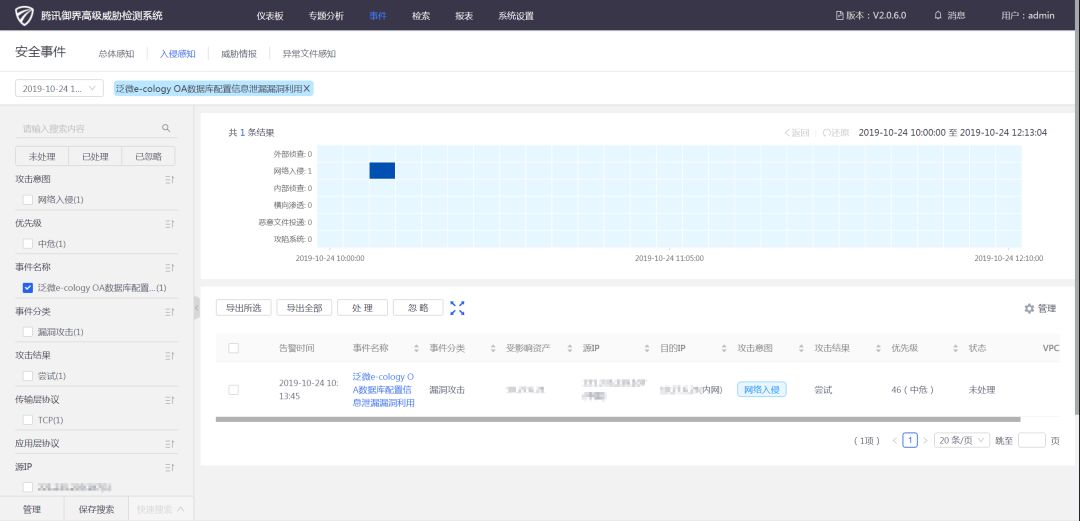 腾讯御界高级威胁检测系统 仪表板 专题分析 事件 检索 报表 系统设置 版本：V2.0.6.0 消息 用户：admin
安全事件 总体感知 入侵感知 威胁情报 异常文件感知
2019-10-24 1... 泛微e-cology OA数据库配置信息泄漏漏洞利用X
请输入搜索内容
未处理 已处理 已忽略
攻击意图
网络入侵(1)
优先级
中危(1)
事件名称
泛微e-cology OA数据库配置...(1)
事件分类
漏洞攻击(1)
攻击结果
尝试(1)
传输层协议
TCP(1)
应用层协议
源IP
管理 保存搜索 快速搜索
共 1 条结果 返回 还原 2019-10-24 10:00:00 至 2019-10-24 12:13:04
外部侦查: 0
网络入侵: 1
内部侦查: 0
横向渗透: 0
恶意文件投递: 0
攻陷系统: 0
2019-10-24 10:00:00 2019-10-24 11:05:00 2019-10-24 12:10:00
导出所选 导出全部 处 理 忽 略 管理
告警时间 事件名称 事件分类 受影响资产 源IP 目的IP 攻击意图 攻击结果 优先级 状态 VPC
2019-10-24 10:
13:45
泛微e-cology O
A数据库配置信
息泄漏漏洞利用
漏洞攻击 (内网) 网络入侵 尝试 46（中危） 未处理
（1项） < 1 > 20 条/页 跳至 页